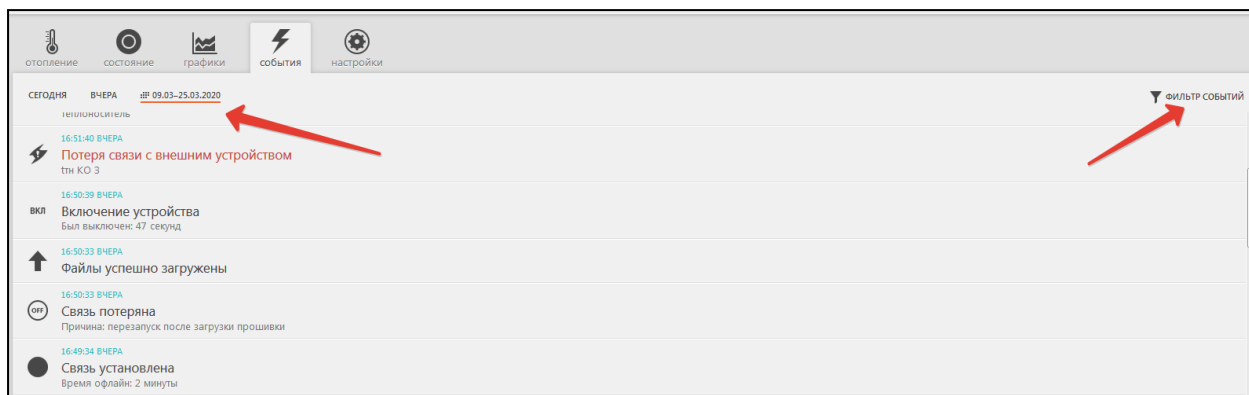 отопление состояние графики события настройки
СЕГОДНЯ ВЧЕРА 09.03–25.03.2020 ФИЛЬТР СОБЫТИЙ
теплоноситель
16:51:40 ВЧЕРА
Потеря связи с внешним устройством
ттн КО 3
16:50:39 ВЧЕРА
ВКЛ Включение устройства
Был выключен: 47 секунд
16:50:33 ВЧЕРА
Файлы успешно загружены
16:50:33 ВЧЕРА
OFF Связь потеряна
Причина: перезапуск после загрузки прошивки
16:49:34 ВЧЕРА
Связь установлена
Время офлайн: 2 минуты